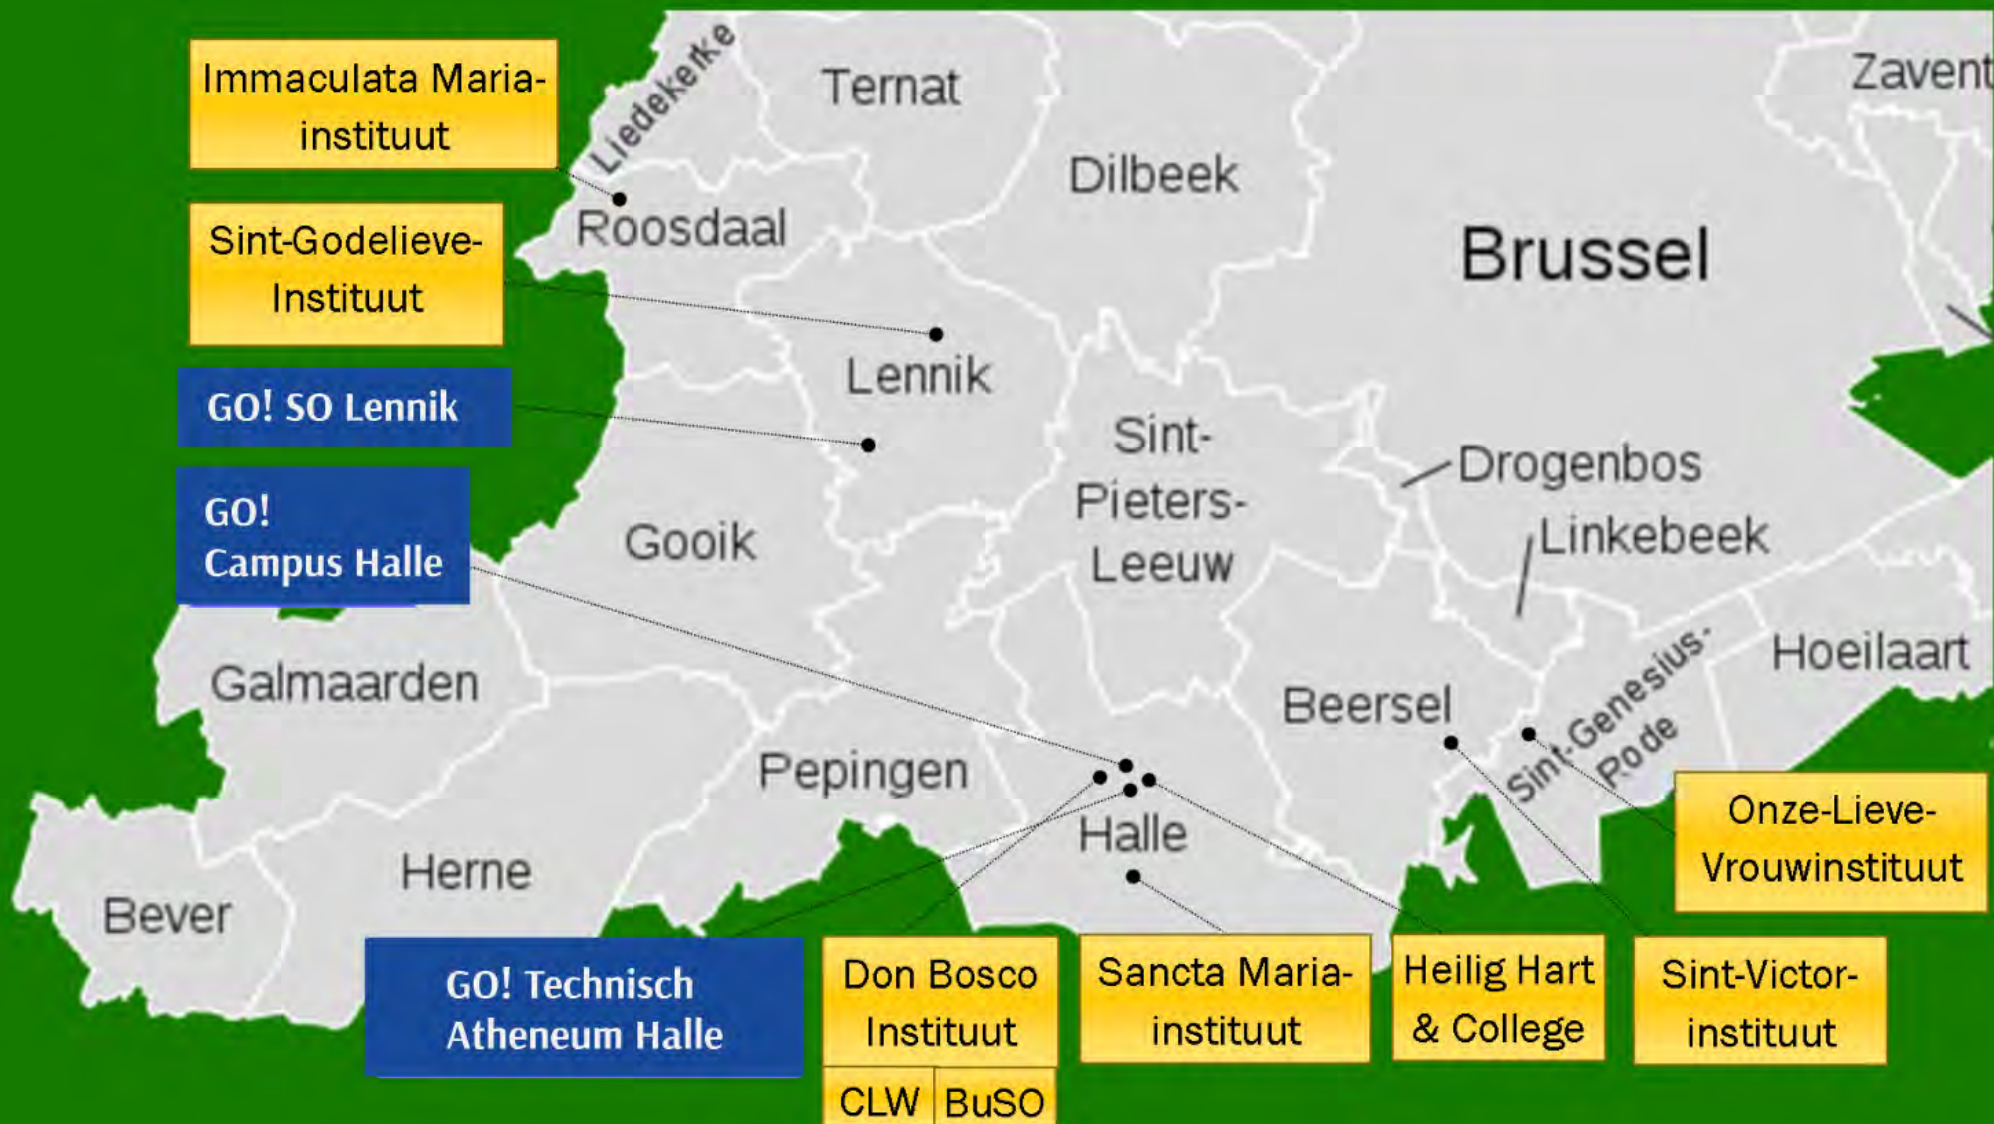 Immaculata Maria-
instituut
Sint-Godelieve-
Instituut
GO! SO Lennik
GO!
Campus Halle
Liedekerke
Ternat
Zavent
Dilbeek
Roosdaal
Brussel
Lennik
Sint-
Pieters-
Leeuw
Drogenbos
Linkebeek
Gooik
Galmaarden
Hoeilaart
Beersel
Sint-Genesius-
Rode
Pepingen
Halle
Herne
Bever
Onze-Lieve-
Vrouwinstituut
GO! Technisch
Atheneum Halle
Don Bosco
Instituut
CLW
BuSO
Sancta Maria-
instituut
Heilig Hart
& College
Sint-Victor-
instituut